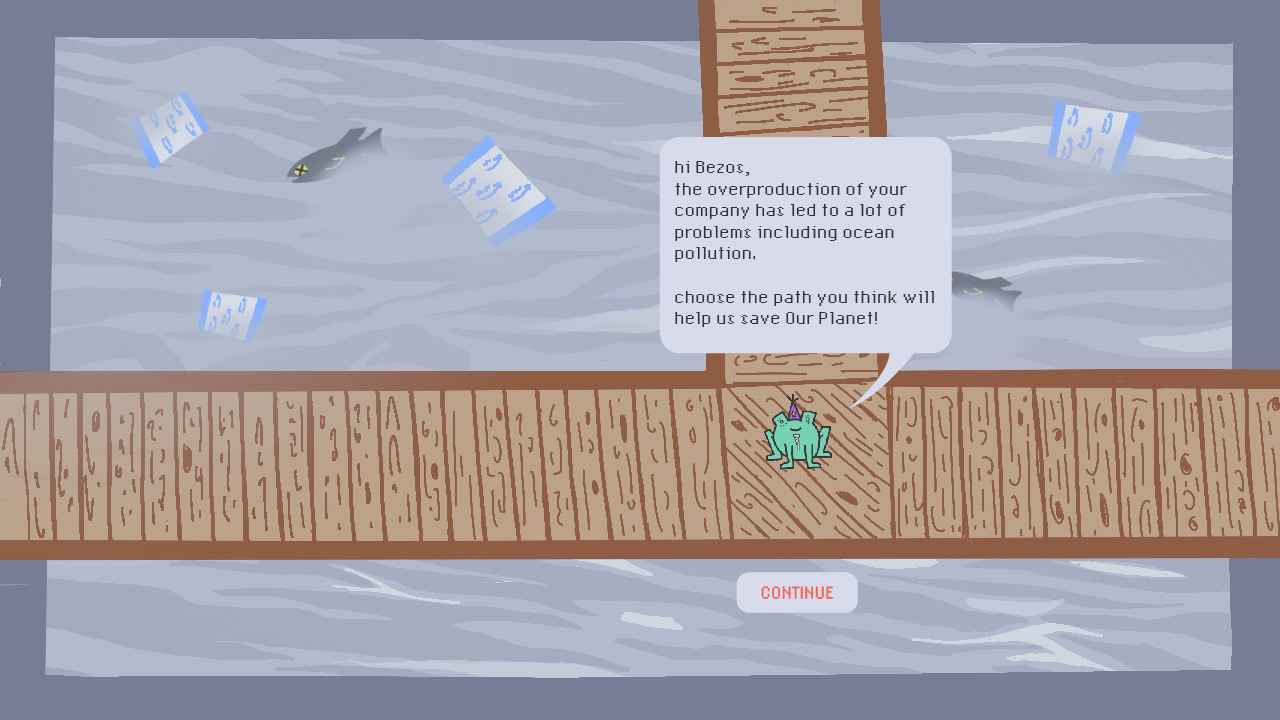 hi Bezos,
the overproduction of your
company has led to a lot of
problems including ocean
pollution.
choose the path you think will
help us save Our Planet!
CONTINUE